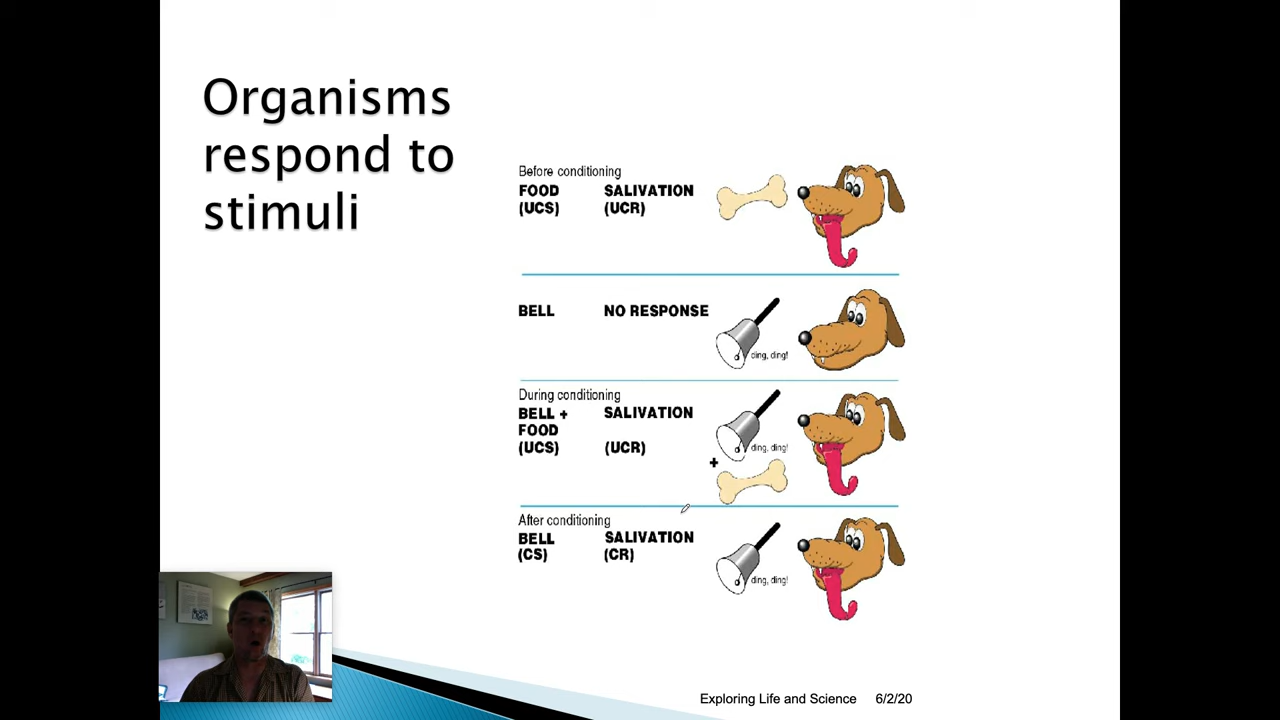 Organisms
respond to
stimuli
Before conditioning
FOOD SALIVATION
(UCS) (UCR)
BELL NO RESPONSE
ding, ding!
During conditioning
BELL + SALIVATION
FOOD
(UCS) (UCR)
ding, ding!
+
After conditioning
BELL SALIVATION
(CS) (CR)
ding, ding!
Exploring Life and Science 6/2/20